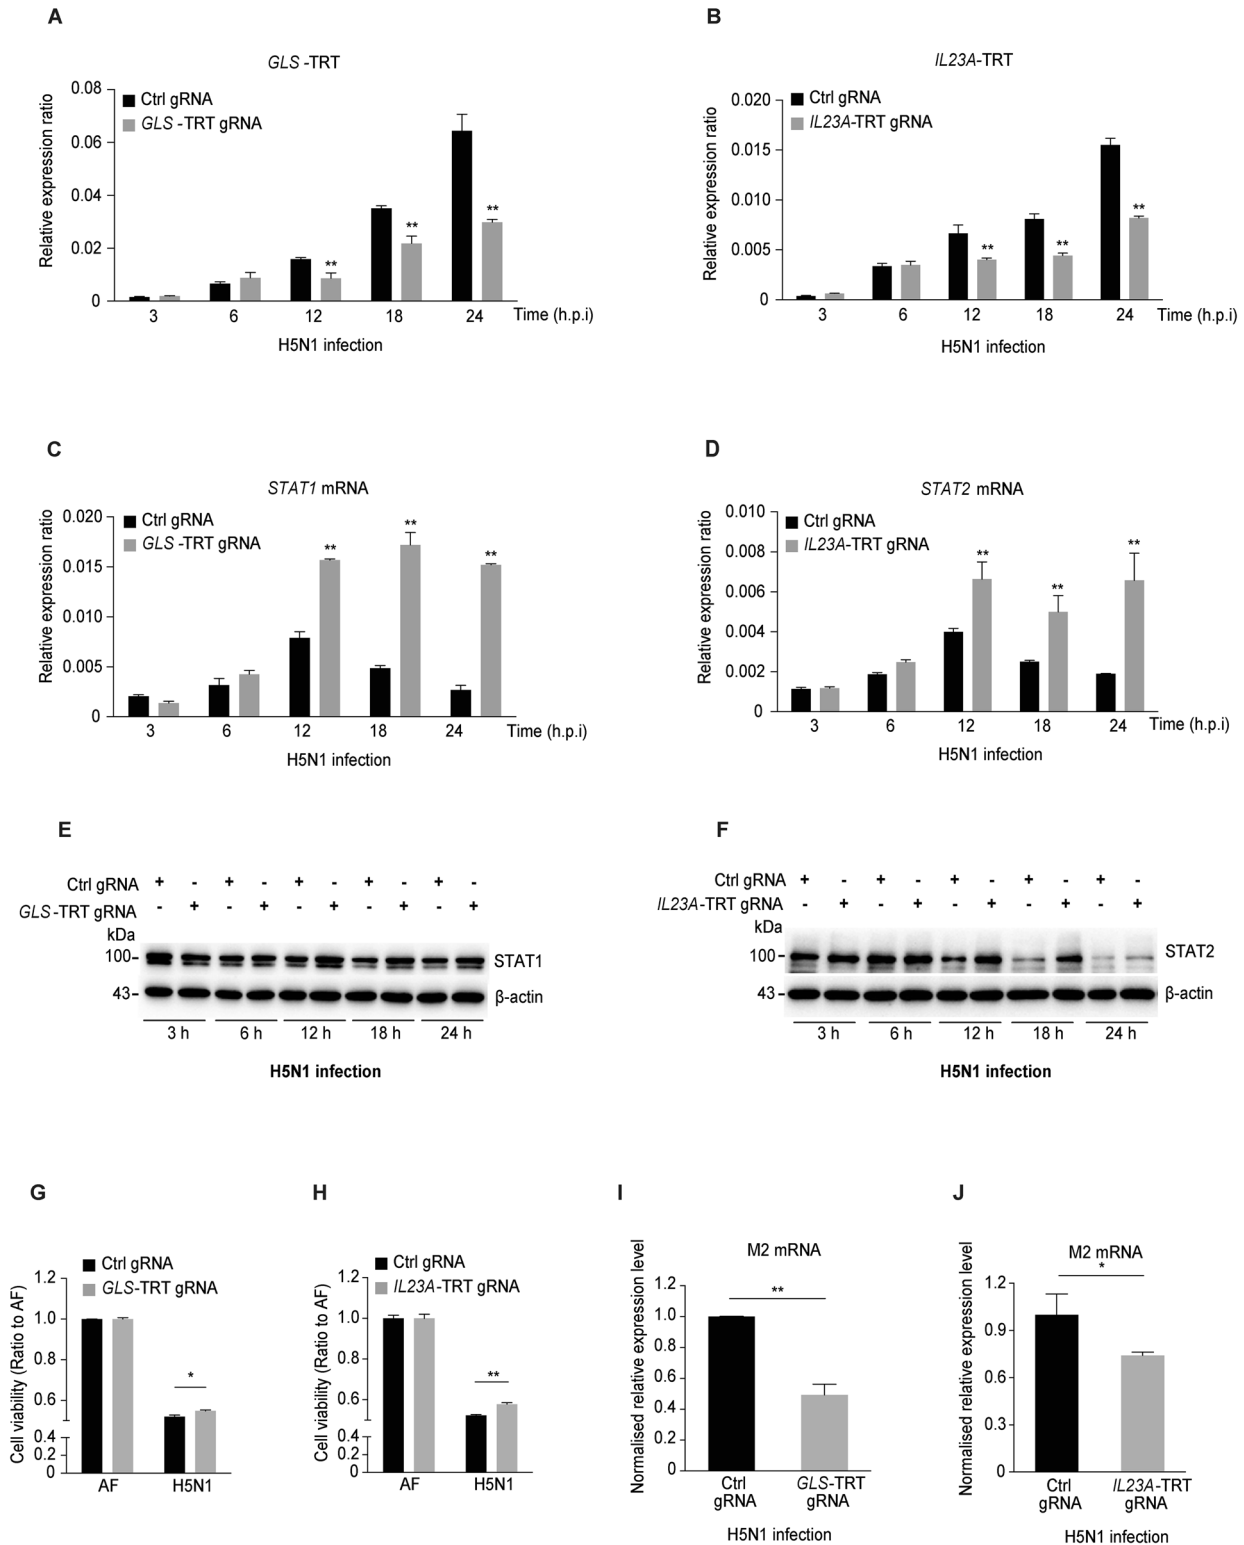 A
GLS -TRT
Relative expression ratio
0.08
0.06
0.04
0.02
0
Ctrl gRNA
GLS -TRT gRNA
**
**
**
3 6 12 18 24 Time (h.p.i)
H5N1 infection
B
IL23A-TRT
Relative expression ratio
0.020
0.015
0.010
0.005
0
Ctrl gRNA
IL23A-TRT gRNA
**
**
**
3 6 12 18 24 Time (h.p.i)
H5N1 infection
C
STAT1 mRNA
Relative expression ratio
0.020
0.015
0.010
0.005
0
Ctrl gRNA
GLS -TRT gRNA
** ** **
3 6 12 18 24 Time (h.p.i)
H5N1 infection
D
STAT2 mRNA
Relative expression ratio
0.010
0.008
0.006
0.004
0.002
0
Ctrl gRNA
IL23A-TRT gRNA
** ** **
3 6 12 18 24 Time (h.p.i)
H5N1 infection
E
Ctrl gRNA + - + - + - + - + -
GLS -TRT gRNA - + - + - + - + - +
kDa
100- STAT1
43- β-actin
3 h 6 h 12 h 18 h 24 h
H5N1 infection
F
Ctrl gRNA + - + - + - + - + -
IL23A-TRT gRNA - + - + - + - + - +
kDa
100- STAT2
43- β-actin
3 h 6 h 12 h 18 h 24 h
H5N1 infection
G
Ctrl gRNA
GLS-TRT gRNA
Cell viability (Ratio to AF)
1.2
1.0
0.8
0.6
0.4
0.2
0
*
AF H5N1
H
Ctrl gRNA
IL23A-TRT gRNA
Cell viability (Ratio to AF)
1.2
1.0
0.8
0.6
0.4
0.2
0
**
AF H5N1
I
M2 mRNA
Normalised relative expression level
1.2
1.0
0.8
0.6
0.4
0.2
0
**
Ctrl GLS-TRT
gRNA gRNA
H5N1 infection
J
M2 mRNA
Normalised relative expression level
1.2
0.9
0.6
0.3
0
*
Ctrl IL23A-TRT
gRNA gRNA
H5N1 infection